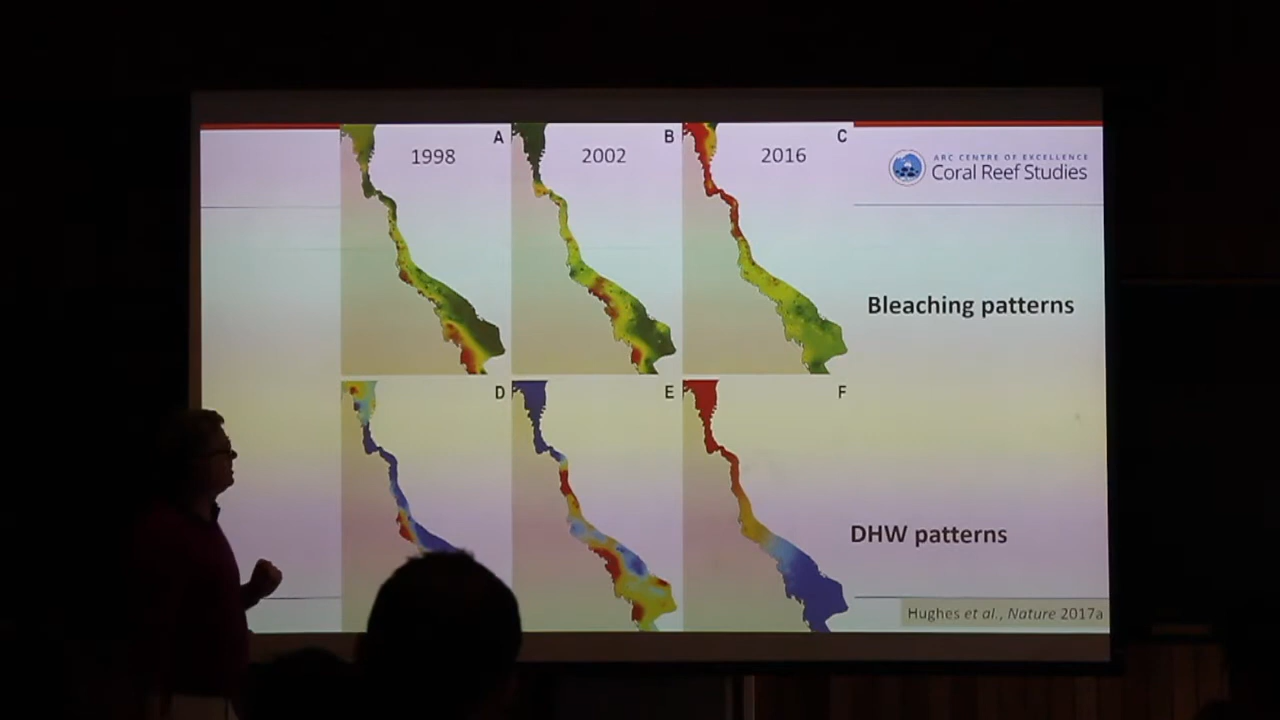 A
1998
B
2002
C
2016
ARC CENTRE OF EXCELLENCE
Coral Reef Studies
Bleaching patterns
D
E
F
DHW patterns
Hughes et al., Nature 2017a